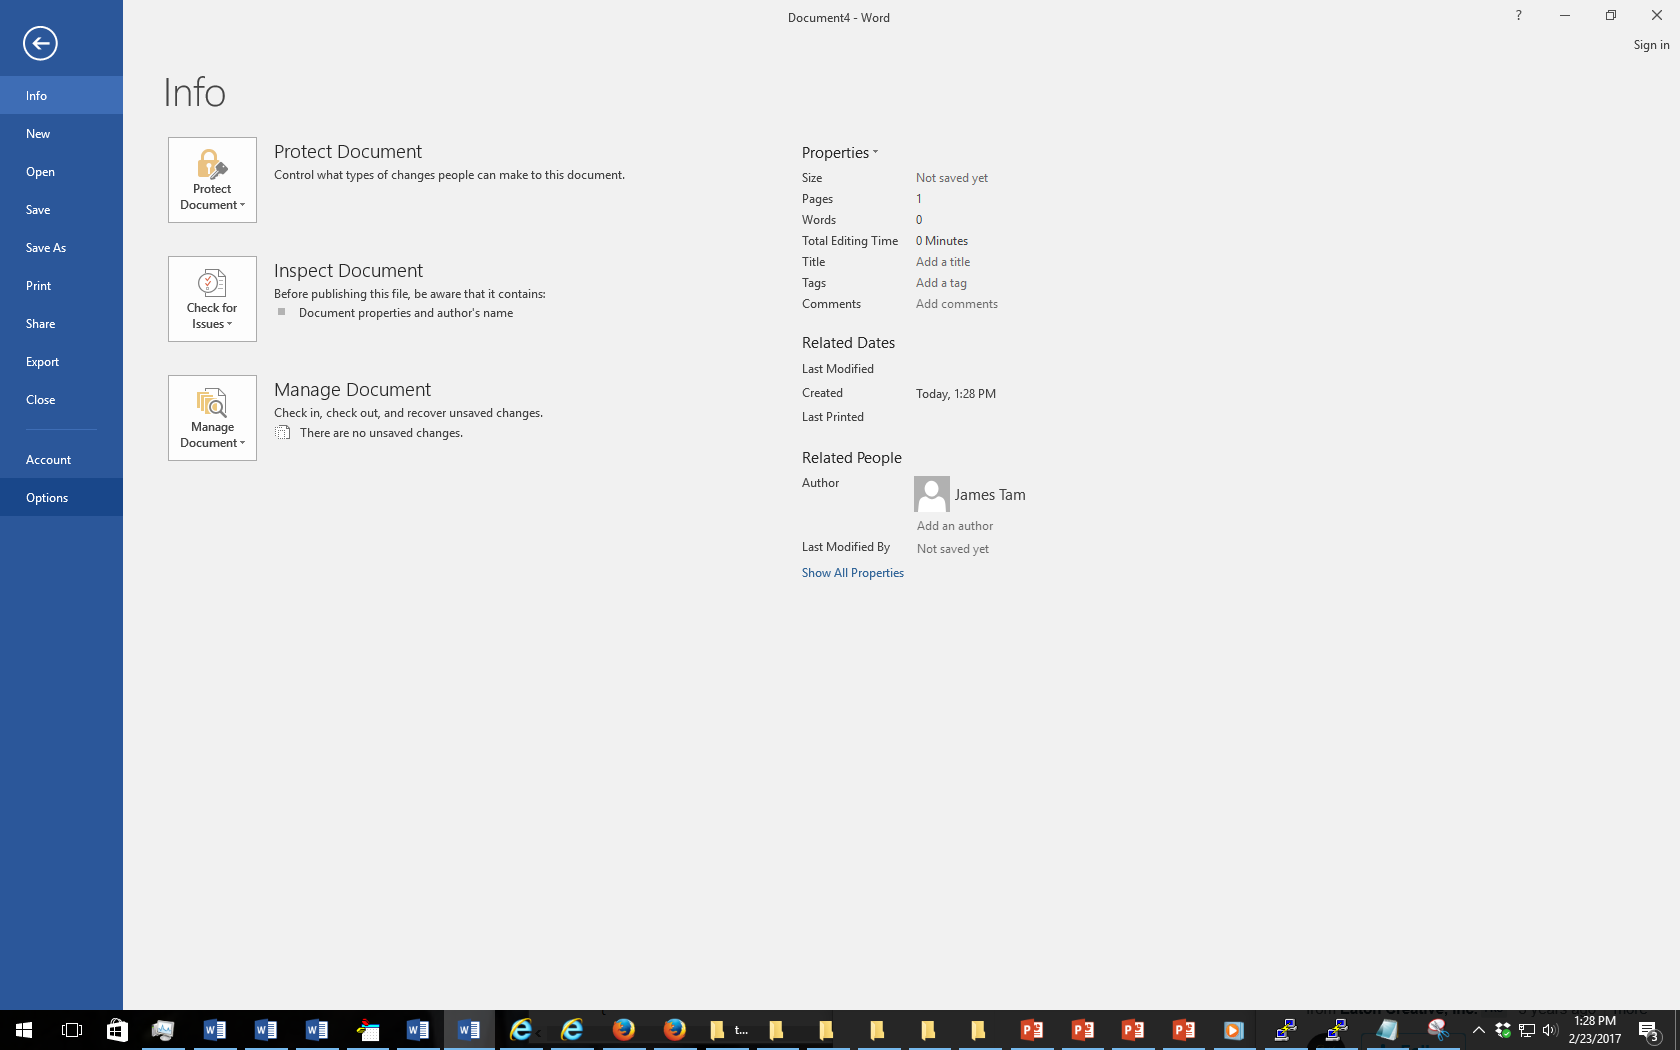 Document4 - Word
?
Sign in
Info
New
Open
Save
Save As
Print
Share
Export
Close
Account
Options
Info
Protect Document
Protect Document
Control what types of changes people can make to this document.
Check for Issues
Inspect Document
Before publishing this file, be aware that it contains:
Document properties and author's name
Manage Document
Manage Document
Check in, check out, and recover unsaved changes.
There are no unsaved changes.
Properties
Size Not saved yet
Pages 1
Words 0
Total Editing Time 0 Minutes
Title Add a title
Tags Add a tag
Comments Add comments
Related Dates
Last Modified
Created Today, 1:28 PM
Last Printed
Related People
Author James Tam
Add an author
Last Modified By Not saved yet
Show All Properties
t...
1:28 PM
2/23/2017
3